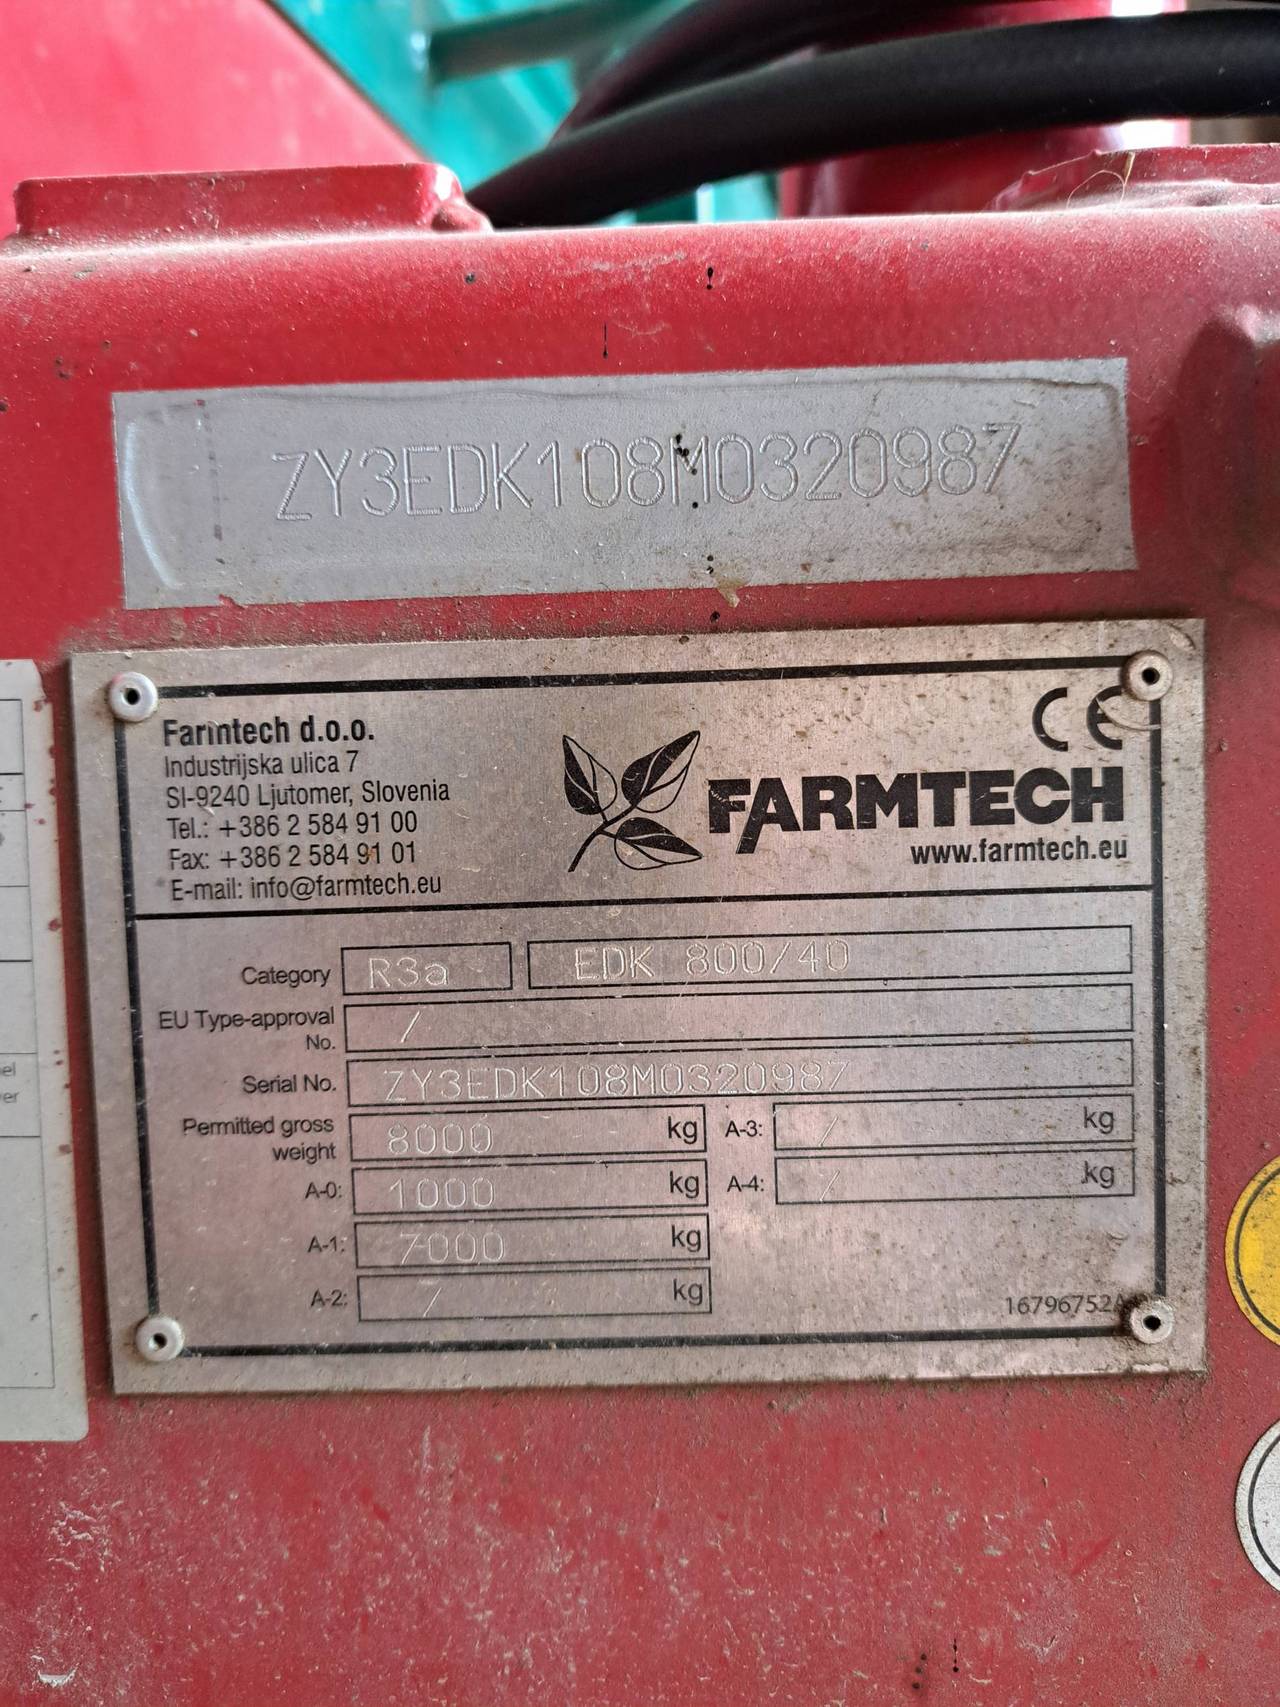 ZY3EDK108M0320987
Farmtech d.o.o.
Industrijska ulica 7
SI-9240 Ljutomer, Slovenia
Tel.: +386 2 584 91 00
Fax: +386 2 584 91 01
E-mail: info@farmtech.eu
CE
FARMTECH
www.farmtech.eu
Category R3a EDK 800/40
EU Type-approval
No. /
Serial No. ZY3EDK108M0320987
Permitted gross
weight 8000 kg A-3: / kg
A-0: 1000 kg A-4: / kg
A-1: 7000 kg
A-2: / kg
16796752A